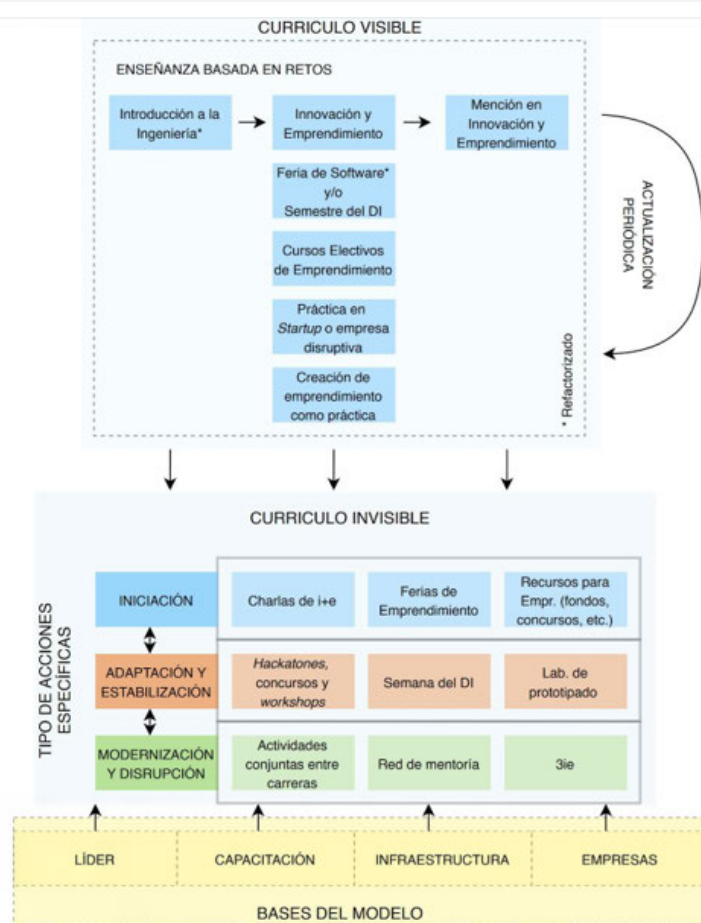 CURRICULO VISIBLE
ENSEÑANZA BASADA EN RETOS
Introducción a la
Ingeniería*
Innovación y
Emprendimiento
Mención en
Innovación y
Emprendimiento
Feria de Software*
y/o
Semestre del DI
Cursos Electivos
de Emprendimiento
Práctica en
Startup o empresa
disruptiva
Creación de
emprendimiento
como práctica
* Refactorizado
ACTUALIZACIÓN
PERIÓDICA
CURRICULO INVISIBLE
TIPO DE ACCIONES
ESPECÍFICAS
INICIACIÓN
Charlas de i+e
Ferias de
Emprendimiento
Recursos para
Empr. (fondos,
concursos, etc.)
ADAPTACIÓN Y
ESTABILIZACIÓN
Hackatones,
concursos y
workshops
Semana del DI
Lab. de
prototipado
MODERNIZACIÓN
Y DISRUPCIÓN
Actividades
conjuntas entre
carreras
Red de mentoría
3ie
LÍDER
CAPACITACIÓN
INFRAESTRUCTURA
EMPRESAS
BASES DEL MODELO